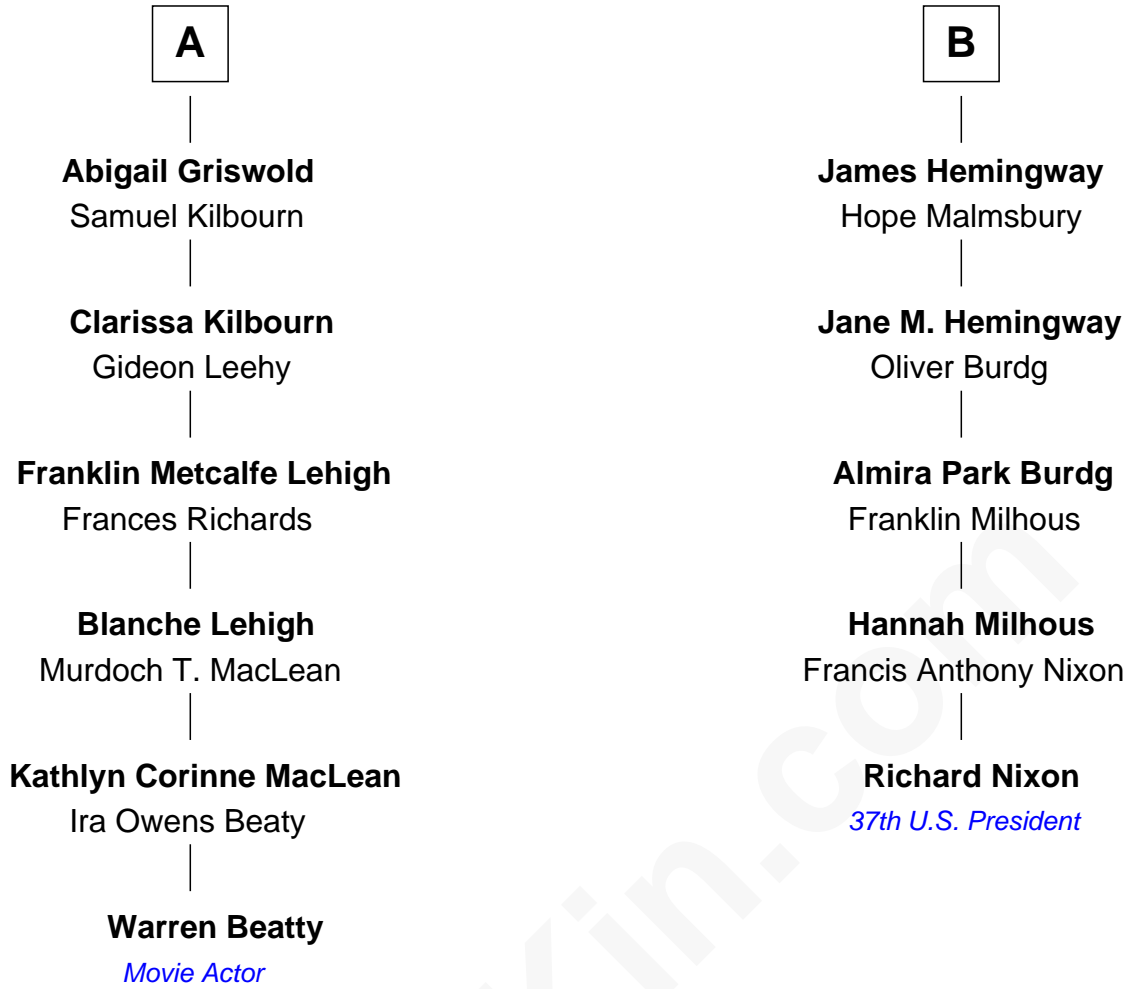 A
Abigail Griswold
Samuel Kilbourn
Clarissa Kilbourn
Gideon Leehy
Franklin Metcalfe Lehigh
Frances Richards
Blanche Lehigh
Murdoch T. MacLean
Kathlyn Corinne MacLean
Ira Owens Beaty
Warren Beatty
Movie Actor
B
James Hemingway
Hope Malmsbury
Jane M. Hemingway
Oliver Burdg
Almira Park Burdg
Franklin Milhous
Hannah Milhous
Francis Anthony Nixon
Richard Nixon
37th U.S. President
Kin.com